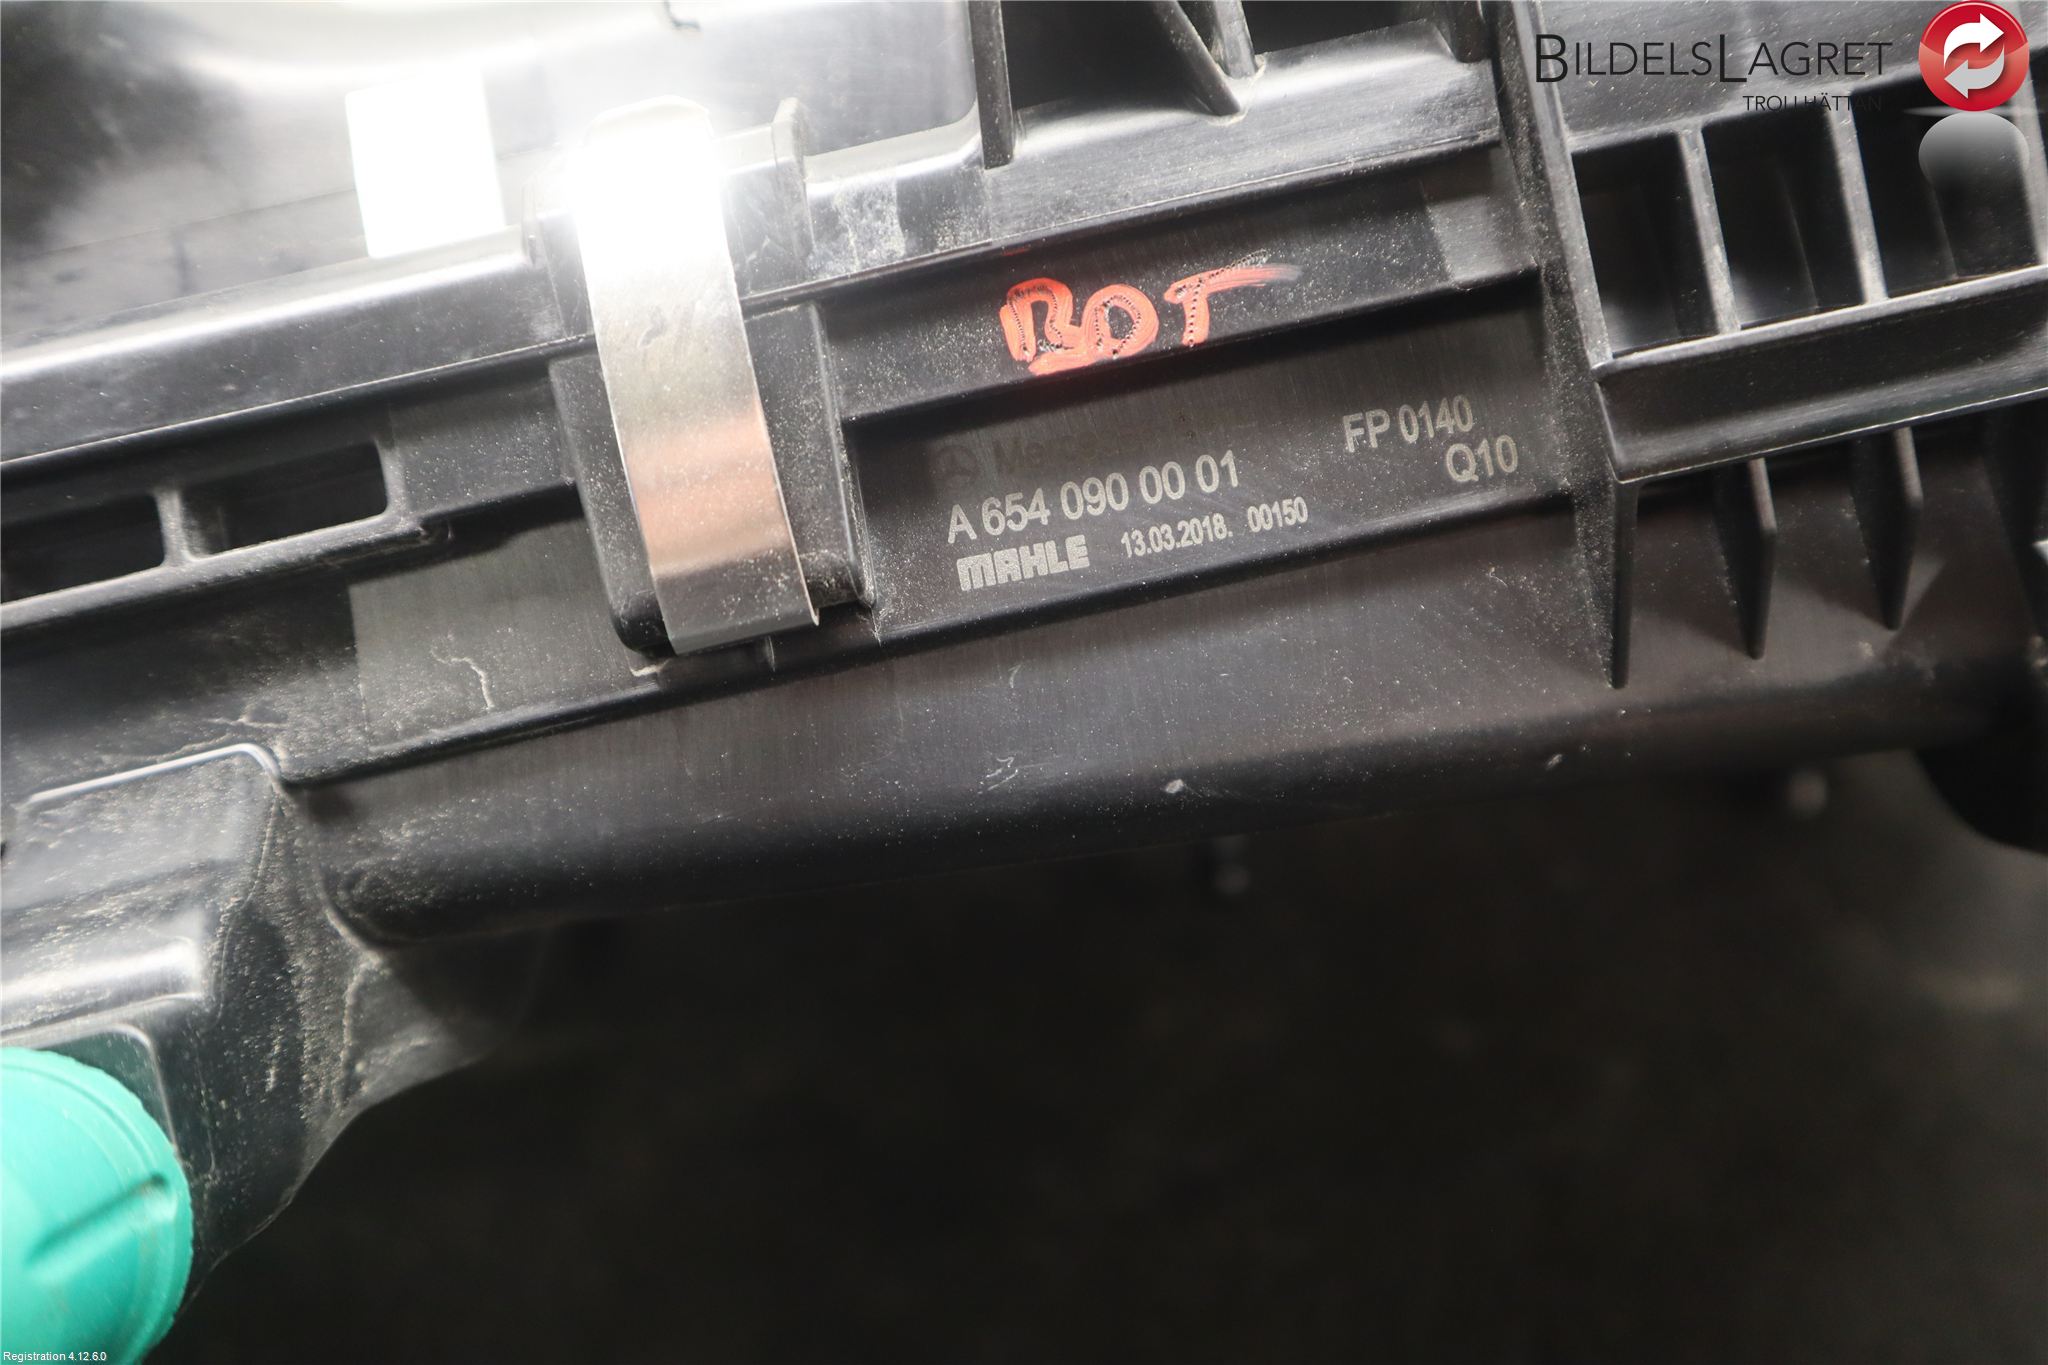 BILDELSLAGRET
TROLLHÄTTAN
BOT
A 654 090 00 01
FP 0140
Q10
MAHLE 13.03.2018. 00150
Registration 4.12.6.0